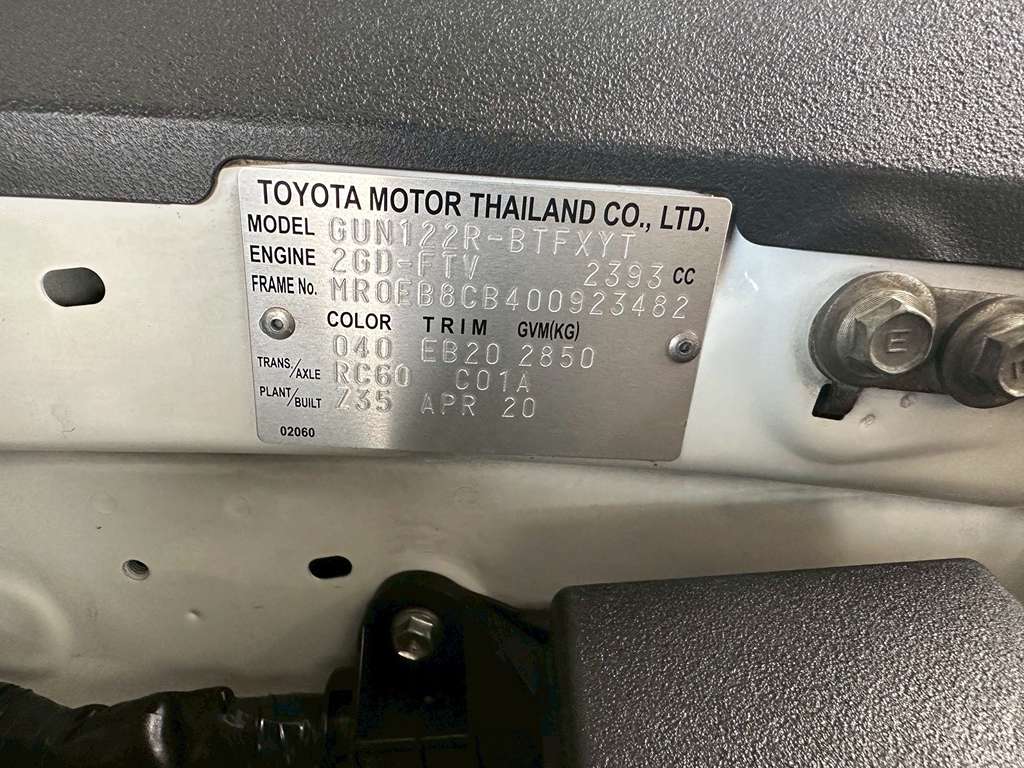 TOYOTA MOTOR THAILAND CO., LTD.
MODEL GUN122R-BTFXYT
ENGINE 2GD-FTV 2393 CC
FRAME No. MR0EB8CB400923482
COLOR TRIM GVM(KG)
040 EB20 2850
TRANS./AXLE RC60 C01A
PLANT/BUILT Z35 APR 20
02060
E